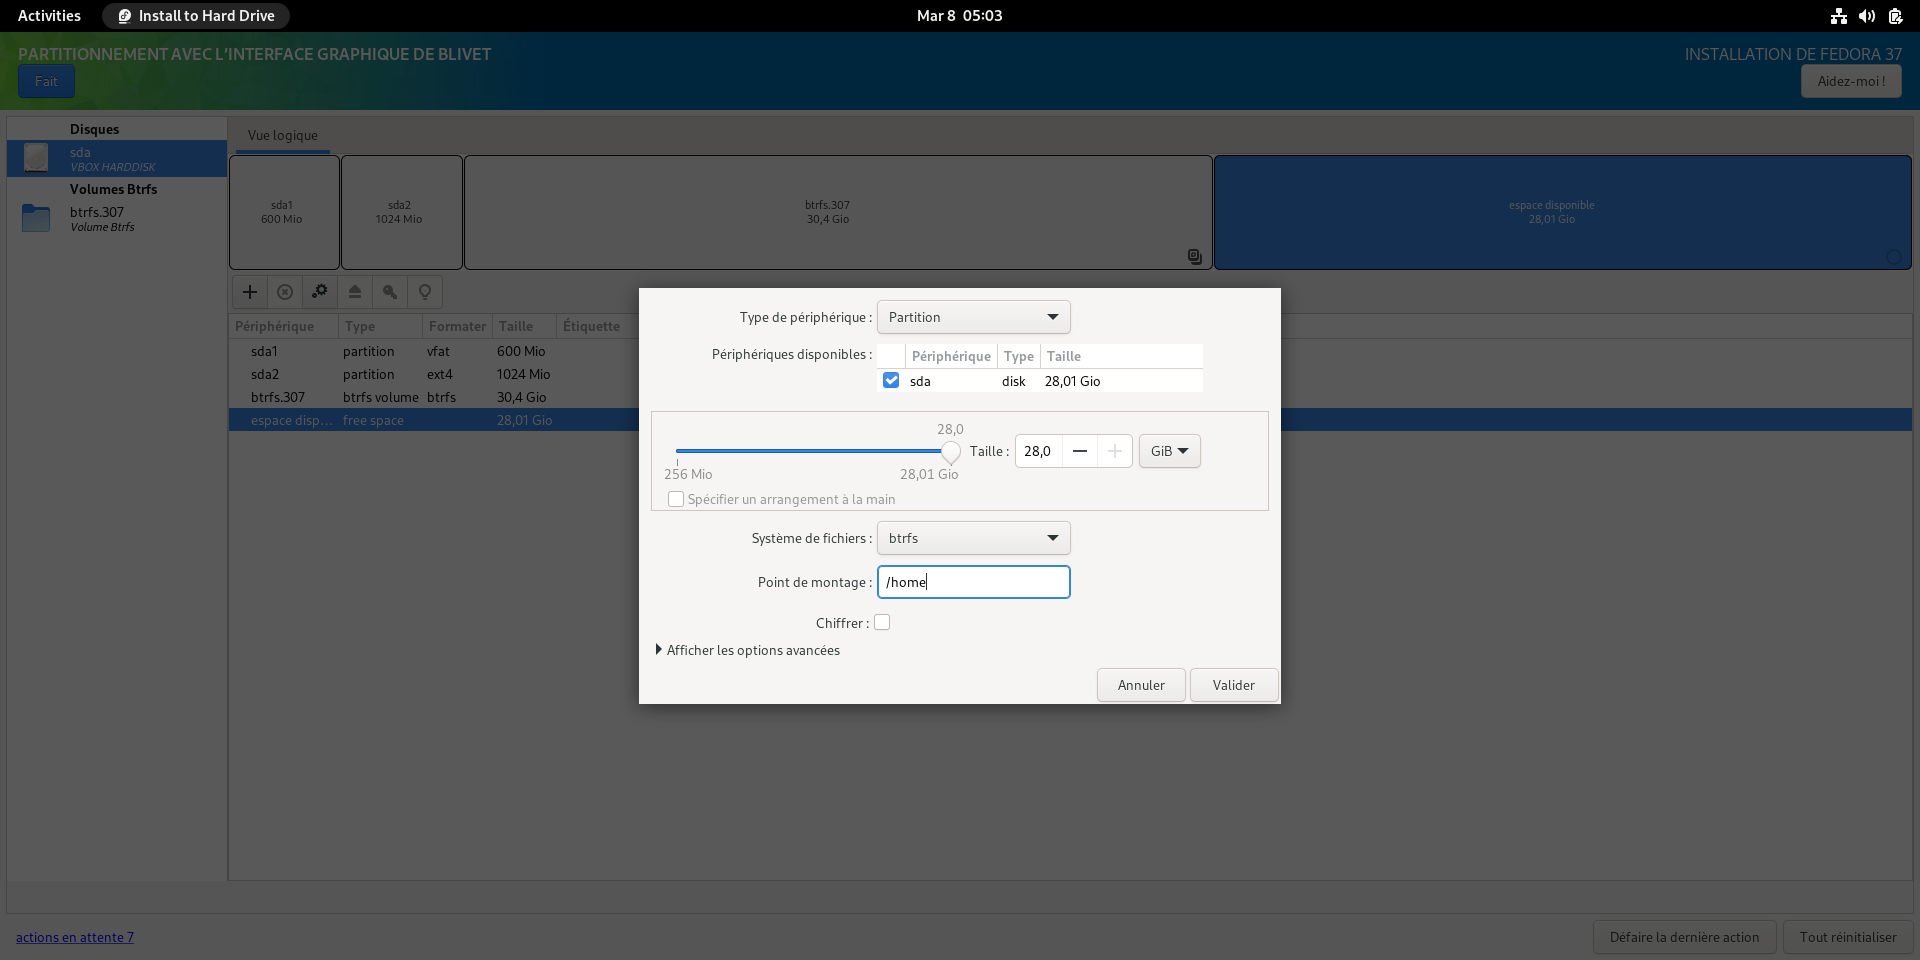 Activities
Install to Hard Drive
Mar 8 05:03
PARTITIONNEMENT AVEC L'INTERFACE GRAPHIQUE DE BLIVET
INSTALLATION DE FEDORA 37
Fait
Aidez-moi !
Disques
sda
VBOX HARDDISK
Volumes Btrfs
btrfs.307
Volume Btrfs
Vue logique
sda1
600 Mio
sda2
1024 Mio
btrfs.307
30,4 Gio
espace disponible
28,01 Gio
Périphérique Type Formater Taille Étiquette
sda1 partition vfat 600 Mio
sda2 partition ext4 1024 Mio
btrfs.307 btrfs volume btrfs 30,4 Gio
espace disp... free space 28,01 Gio
Type de périphérique : Partition
Périphériques disponibles :
Périphérique Type Taille
sda disk 28,01 Gio
28,0
Taille : 28,0 GiB
256 Mio 28,01 Gio
Spécifier un arrangement à la main
Système de fichiers : btrfs
Point de montage : /home
Chiffrer :
Afficher les options avancées
Annuler
Valider
actions en attente 7
Défaire la dernière action
Tout réinitialiser